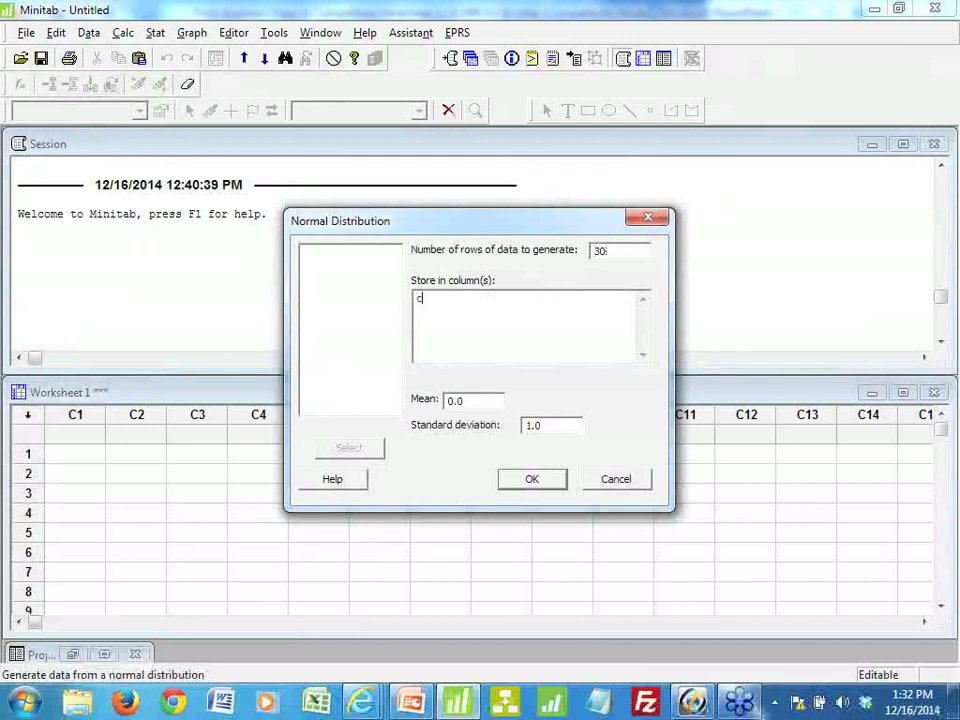 Minitab - Untitled
File Edit Data Calc Stat Graph Editor Tools Window Help Assistant EPRS
Session
12/16/2014 12:40:39 PM
Welcome to Minitab, press F1 for help.
Normal Distribution
Number of rows of data to generate: 30
Store in column(s):
c
Mean: 0.0
Standard deviation: 1.0
Select
Help OK Cancel
Worksheet 1 ***
C1 C2 C3 C4 C11 C12 C13 C14 C1
1
2
3
4
5
6
7
8
9
Proj...
Generate data from a normal distribution Editable
1:32 PM
12/16/2014